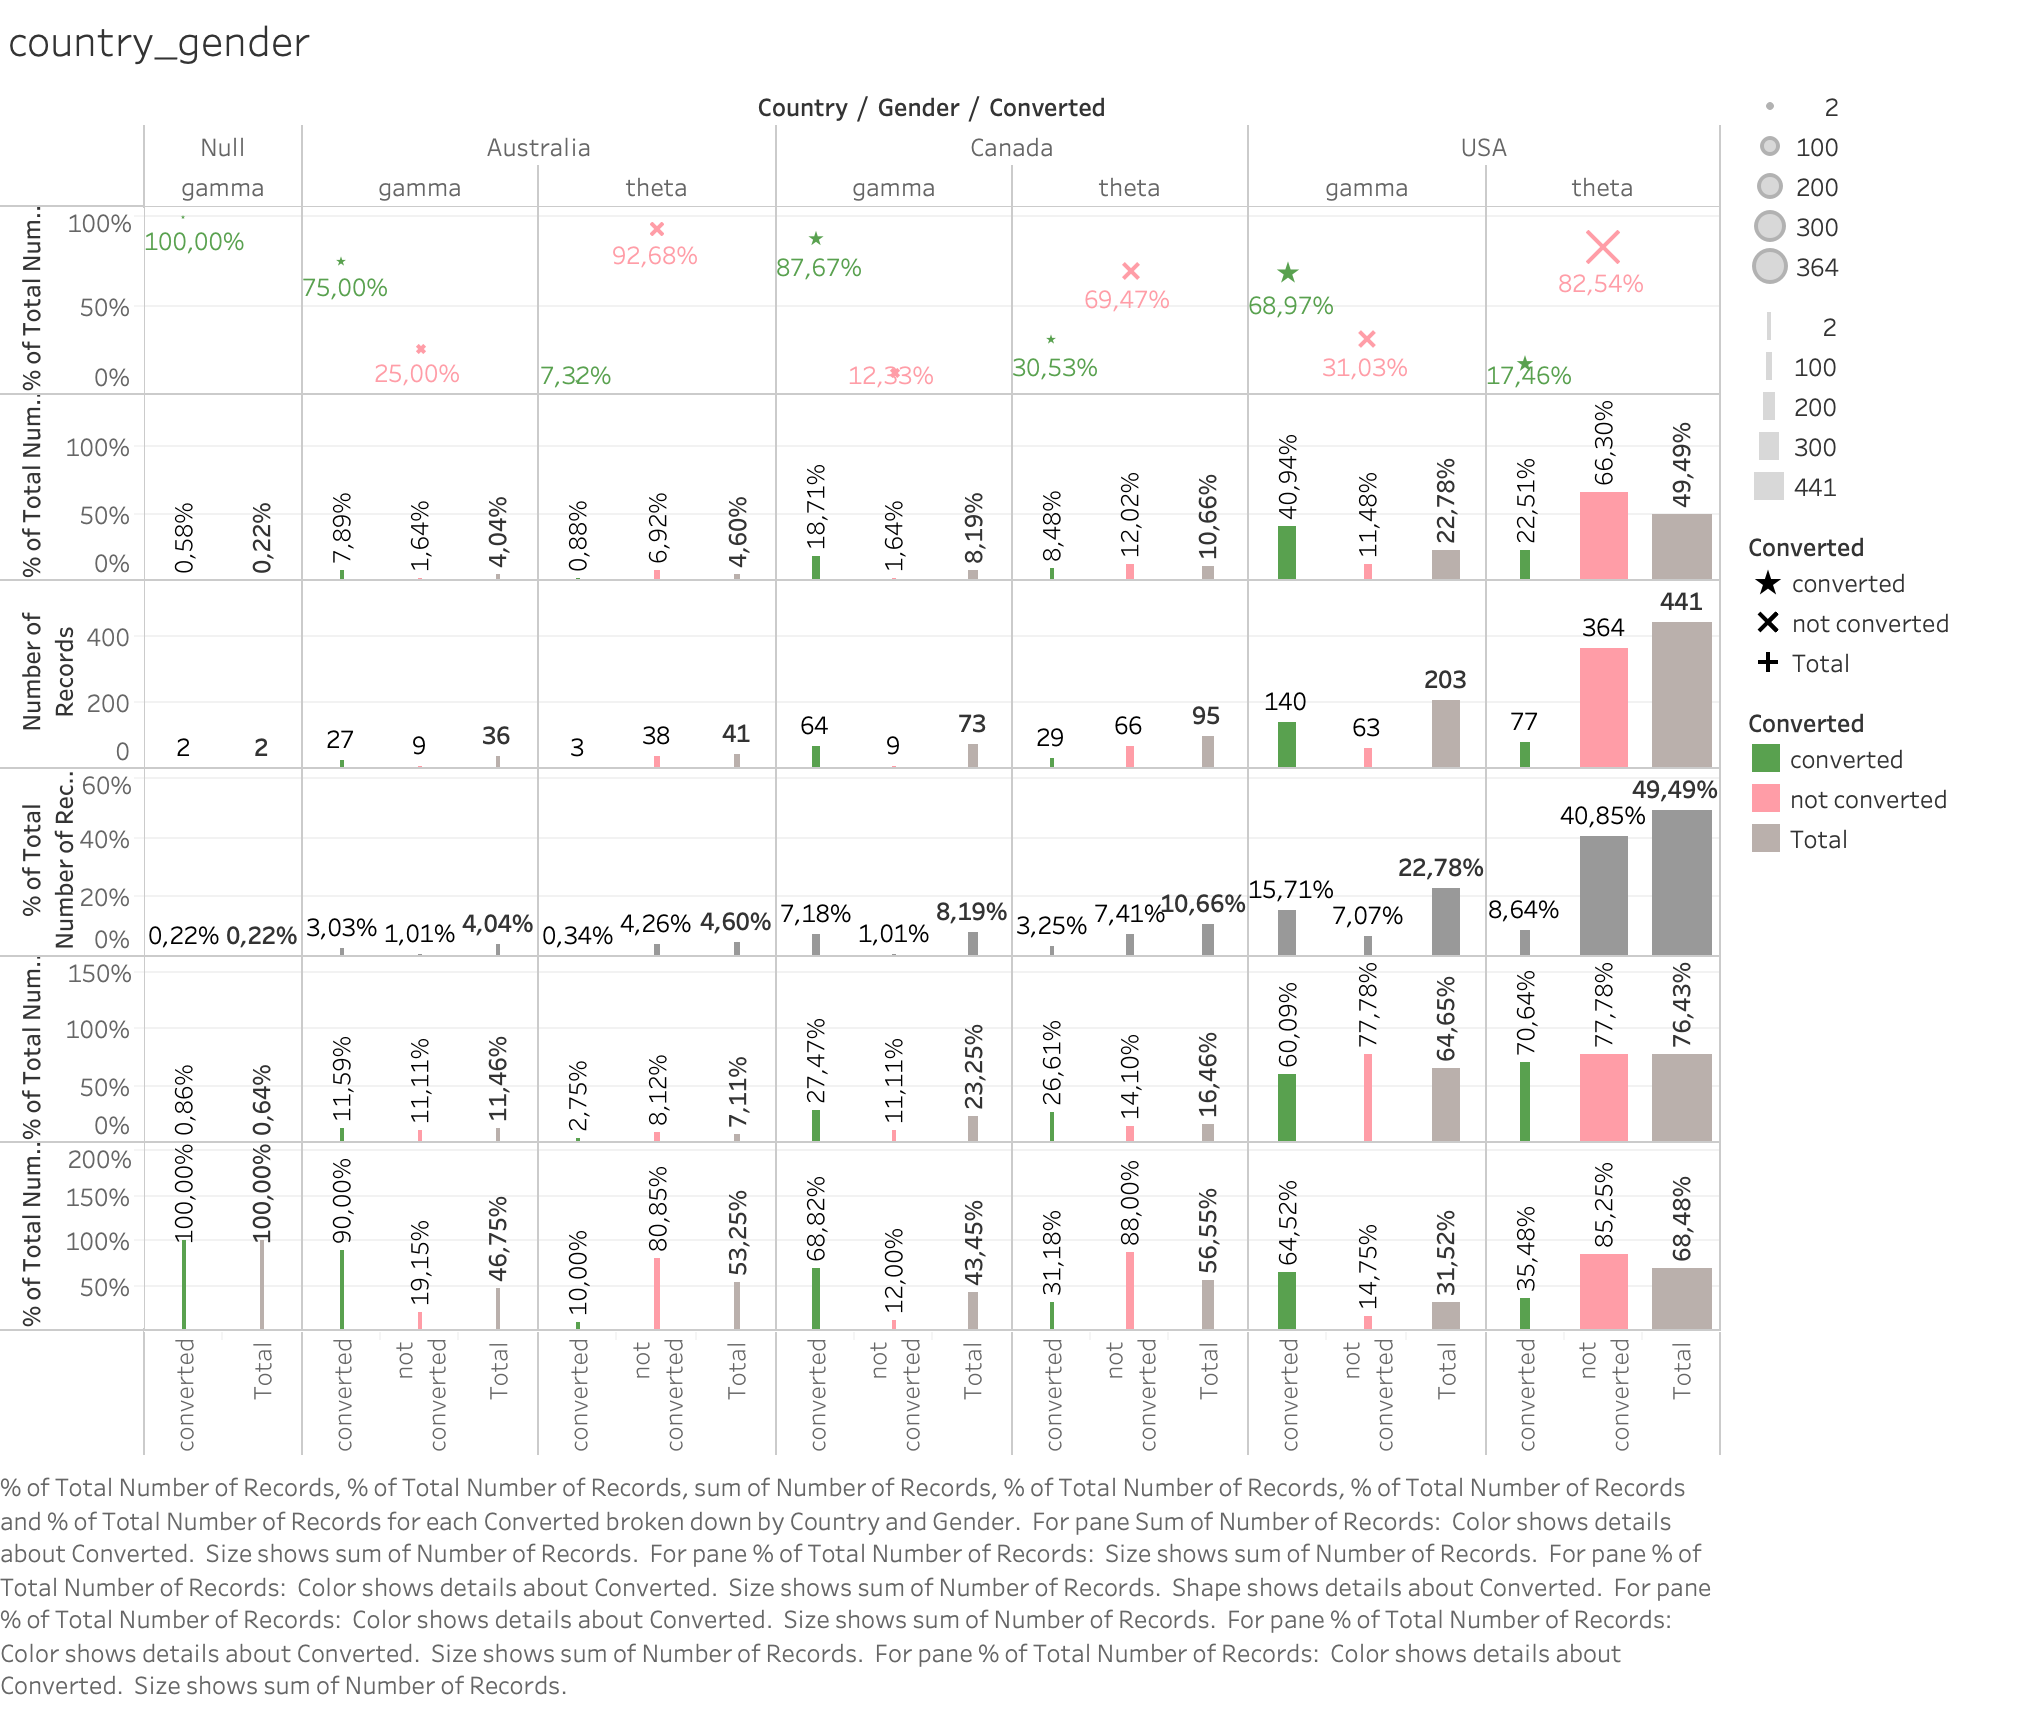 country_gender
Country / Gender / Converted
Null Australia Canada USA
gamma gamma theta gamma theta gamma theta
% of Total Num..
100%
50%
0%
100,00%
75,00%
25,00%
7,32%
92,68%
87,67%
12,33%
30,53%
69,47%
68,97%
31,03%
17,46%
82,54%
% of Total Num..
100%
50%
0%
0,58% 0,22% 7,89% 1,64% 4,04% 0,88% 6,92% 4,60% 18,71% 1,64% 8,19% 8,48% 12,02% 10,66% 40,94% 11,48% 22,78% 22,51% 66,30% 49,49%
Number of
Records
400
200
0
2 2 27 9 36 3 38 41 64 9 73 29 66 95 140 63 203 77 364 441
% of Total
Number of Rec..
60%
40%
20%
0%
0,22% 0,22% 3,03% 1,01% 4,04% 0,34% 4,26% 4,60% 7,18% 1,01% 8,19% 3,25% 7,41% 10,66% 15,71% 7,07% 22,78% 8,64% 40,85% 49,49%
% of Total Num..
150%
100%
50%
0%
0,86% 0,64% 11,59% 11,11% 11,46% 2,75% 8,12% 7,11% 27,47% 11,11% 23,25% 26,61% 14,10% 16,46% 60,09% 77,78% 64,65% 70,64% 77,78% 76,43%
% of Total Num..
200%
150%
100%
50%
100,00% 100,00% 90,00% 19,15% 46,75% 10,00% 80,85% 53,25% 68,82% 12,00% 43,45% 31,18% 88,00% 56,55% 64,52% 14,75% 31,52% 35,48% 85,25% 68,48%
converted
Total
converted
not
converted
Total
converted
not
converted
Total
converted
not
converted
Total
converted
not
converted
Total
converted
not
converted
Total
converted
not
converted
Total
2
100
200
300
364
2
100
200
300
441
Converted
converted
not converted
Total
Converted
converted
not converted
Total
% of Total Number of Records, % of Total Number of Records, sum of Number of Records, % of Total Number of Records, % of Total Number of Records
and % of Total Number of Records for each Converted broken down by Country and Gender. For pane Sum of Number of Records: Color shows details
about Converted. Size shows sum of Number of Records. For pane % of Total Number of Records: Size shows sum of Number of Records. For pane % of
Total Number of Records: Color shows details about Converted. Size shows sum of Number of Records. Shape shows details about Converted. For pane
% of Total Number of Records: Color shows details about Converted. Size shows sum of Number of Records. For pane % of Total Number of Records:
Color shows details about Converted. Size shows sum of Number of Records. For pane % of Total Number of Records: Color shows details about
Converted. Size shows sum of Number of Records.